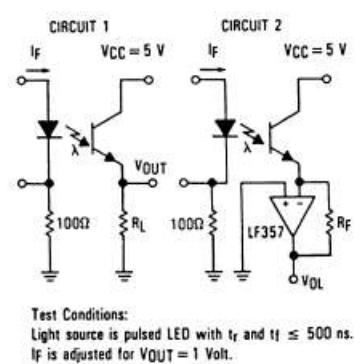 CIRCUIT 1
CIRCUIT 2
IF
VCC = 5 V
IF
VCC = 5 V
λ
VOUT
λ
100Ω
RL
100Ω
+ −
LF357
RF
VOL
Test Conditions:
Light source is pulsed LED with tr and tf ≤ 500 ns.
IF is adjusted for VOUT = 1 Volt.